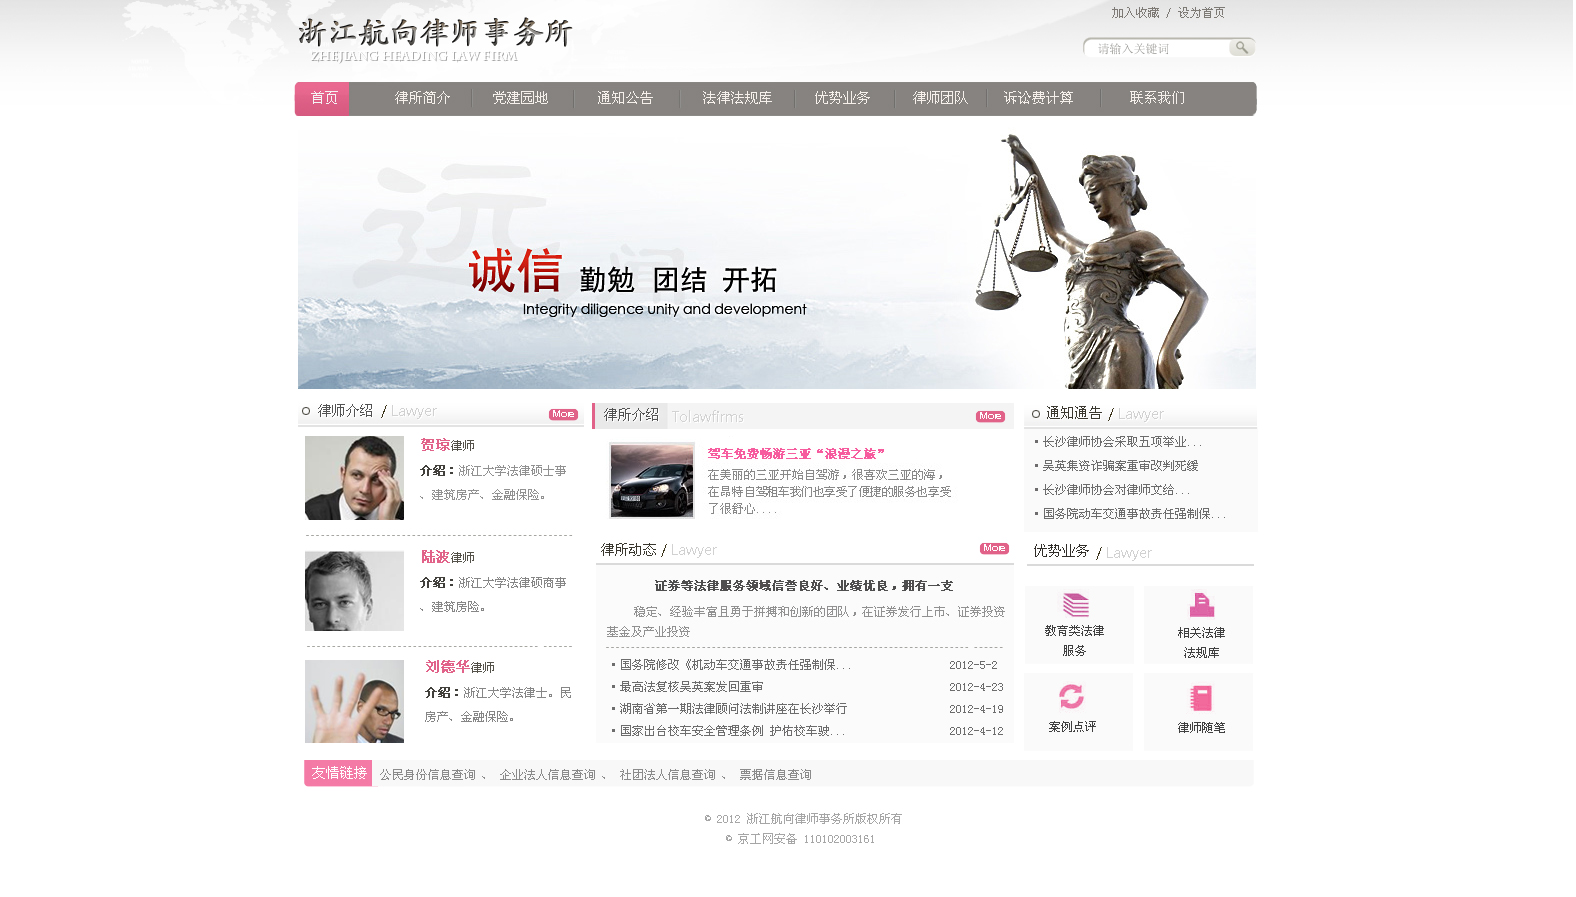 加入收藏 / 设为首页
浙江航向律师事务所
ZHEJIANG HEADING LAW FIRM
请输入关键词
首页 律所简介 党建园地 通知公告 法律法规库 优势业务 律师团队 诉讼费计算 联系我们
远
诚信 勤勉 团结 开拓
Integrity diligence unity and development
律师介绍 / Lawyer More
贺琼律师
介绍：浙江大学法律硕士事
、建筑房产、金融保险。
陆波律师
介绍：浙江大学法律硕商事
、建筑房险。
刘德华律师
介绍：浙江大学法律士。民
房产、金融保险。
律所介绍 Tolawfirms More
驾车免费畅游三亚“浪漫之旅”
在美丽的三亚开始自驾游，很喜欢三亚的海，
在昂特自驾租车我们也享受了便捷的服务也享受
了很舒心....
律所动态 / Lawyer More
证券等法律服务领域信誉良好、业绩优良，拥有一支
稳定、经验丰富且勇于拼搏和创新的团队，在证券发行上市、证券投资
基金及产业投资
· 国务院修改《机动车交通事故责任强制保... 2012-5-2
· 最高法复核吴英案发回重审 2012-4-23
· 湖南省第一期法律顾问法制讲座在长沙举行 2012-4-19
· 国家出台校车安全管理条例 护佑校车驶... 2012-4-12
通知通告 / Lawyer
· 长沙律师协会采取五项举业...
· 吴英集资诈骗案重审改判死缓
· 长沙律师协会对律师文给...
· 国务院动车交通事故责任强制保...
优势业务 / Lawyer
教育类法律
服务
相关法律
法规库
案例点评
律师随笔
友情链接 公民身份信息查询 、 企业法人信息查询 、 社团法人信息查询 、 票据信息查询
© 2012 浙江航向律师事务所版权所有
© 京工网安备 110102003161